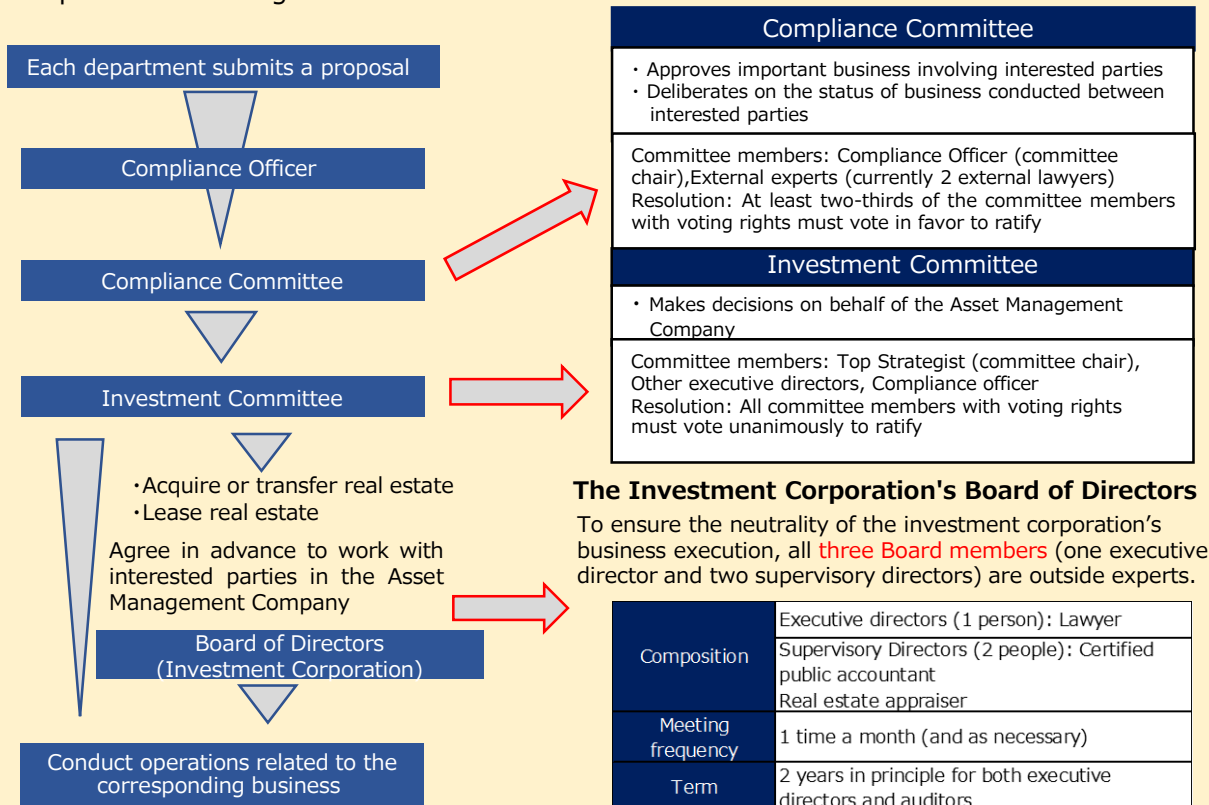 Each department submits a proposal
Compliance Officer
Compliance Committee
Investment Committee
・Acquire or transfer real estate
・Lease real estate
Agree in advance to work with
interested parties in the Asset
Management Company
Board of Directors
(Investment Corporation)
Conduct operations related to the
corresponding business
Compliance Committee
・Approves important business involving interested parties
・Deliberates on the status of business conducted between
interested parties
Committee members: Compliance Officer (committee
chair),External experts (currently 2 external lawyers)
Resolution: At least two-thirds of the committee members
with voting rights must vote in favor to ratify
Investment Committee
・Makes decisions on behalf of the Asset Management
Company
Committee members: Top Strategist (committee chair),
Other executive directors, Compliance officer
Resolution: All committee members with voting rights
must vote unanimously to ratify
The Investment Corporation's Board of Directors
To ensure the neutrality of the investment corporation’s
business execution, all three Board members (one executive
director and two supervisory directors) are outside experts.
Composition
Executive directors (1 person): Lawyer
Supervisory Directors (2 people): Certified
public accountant
Real estate appraiser
Meeting
frequency
1 time a month (and as necessary)
Term
2 years in principle for both executive
directors and auditors